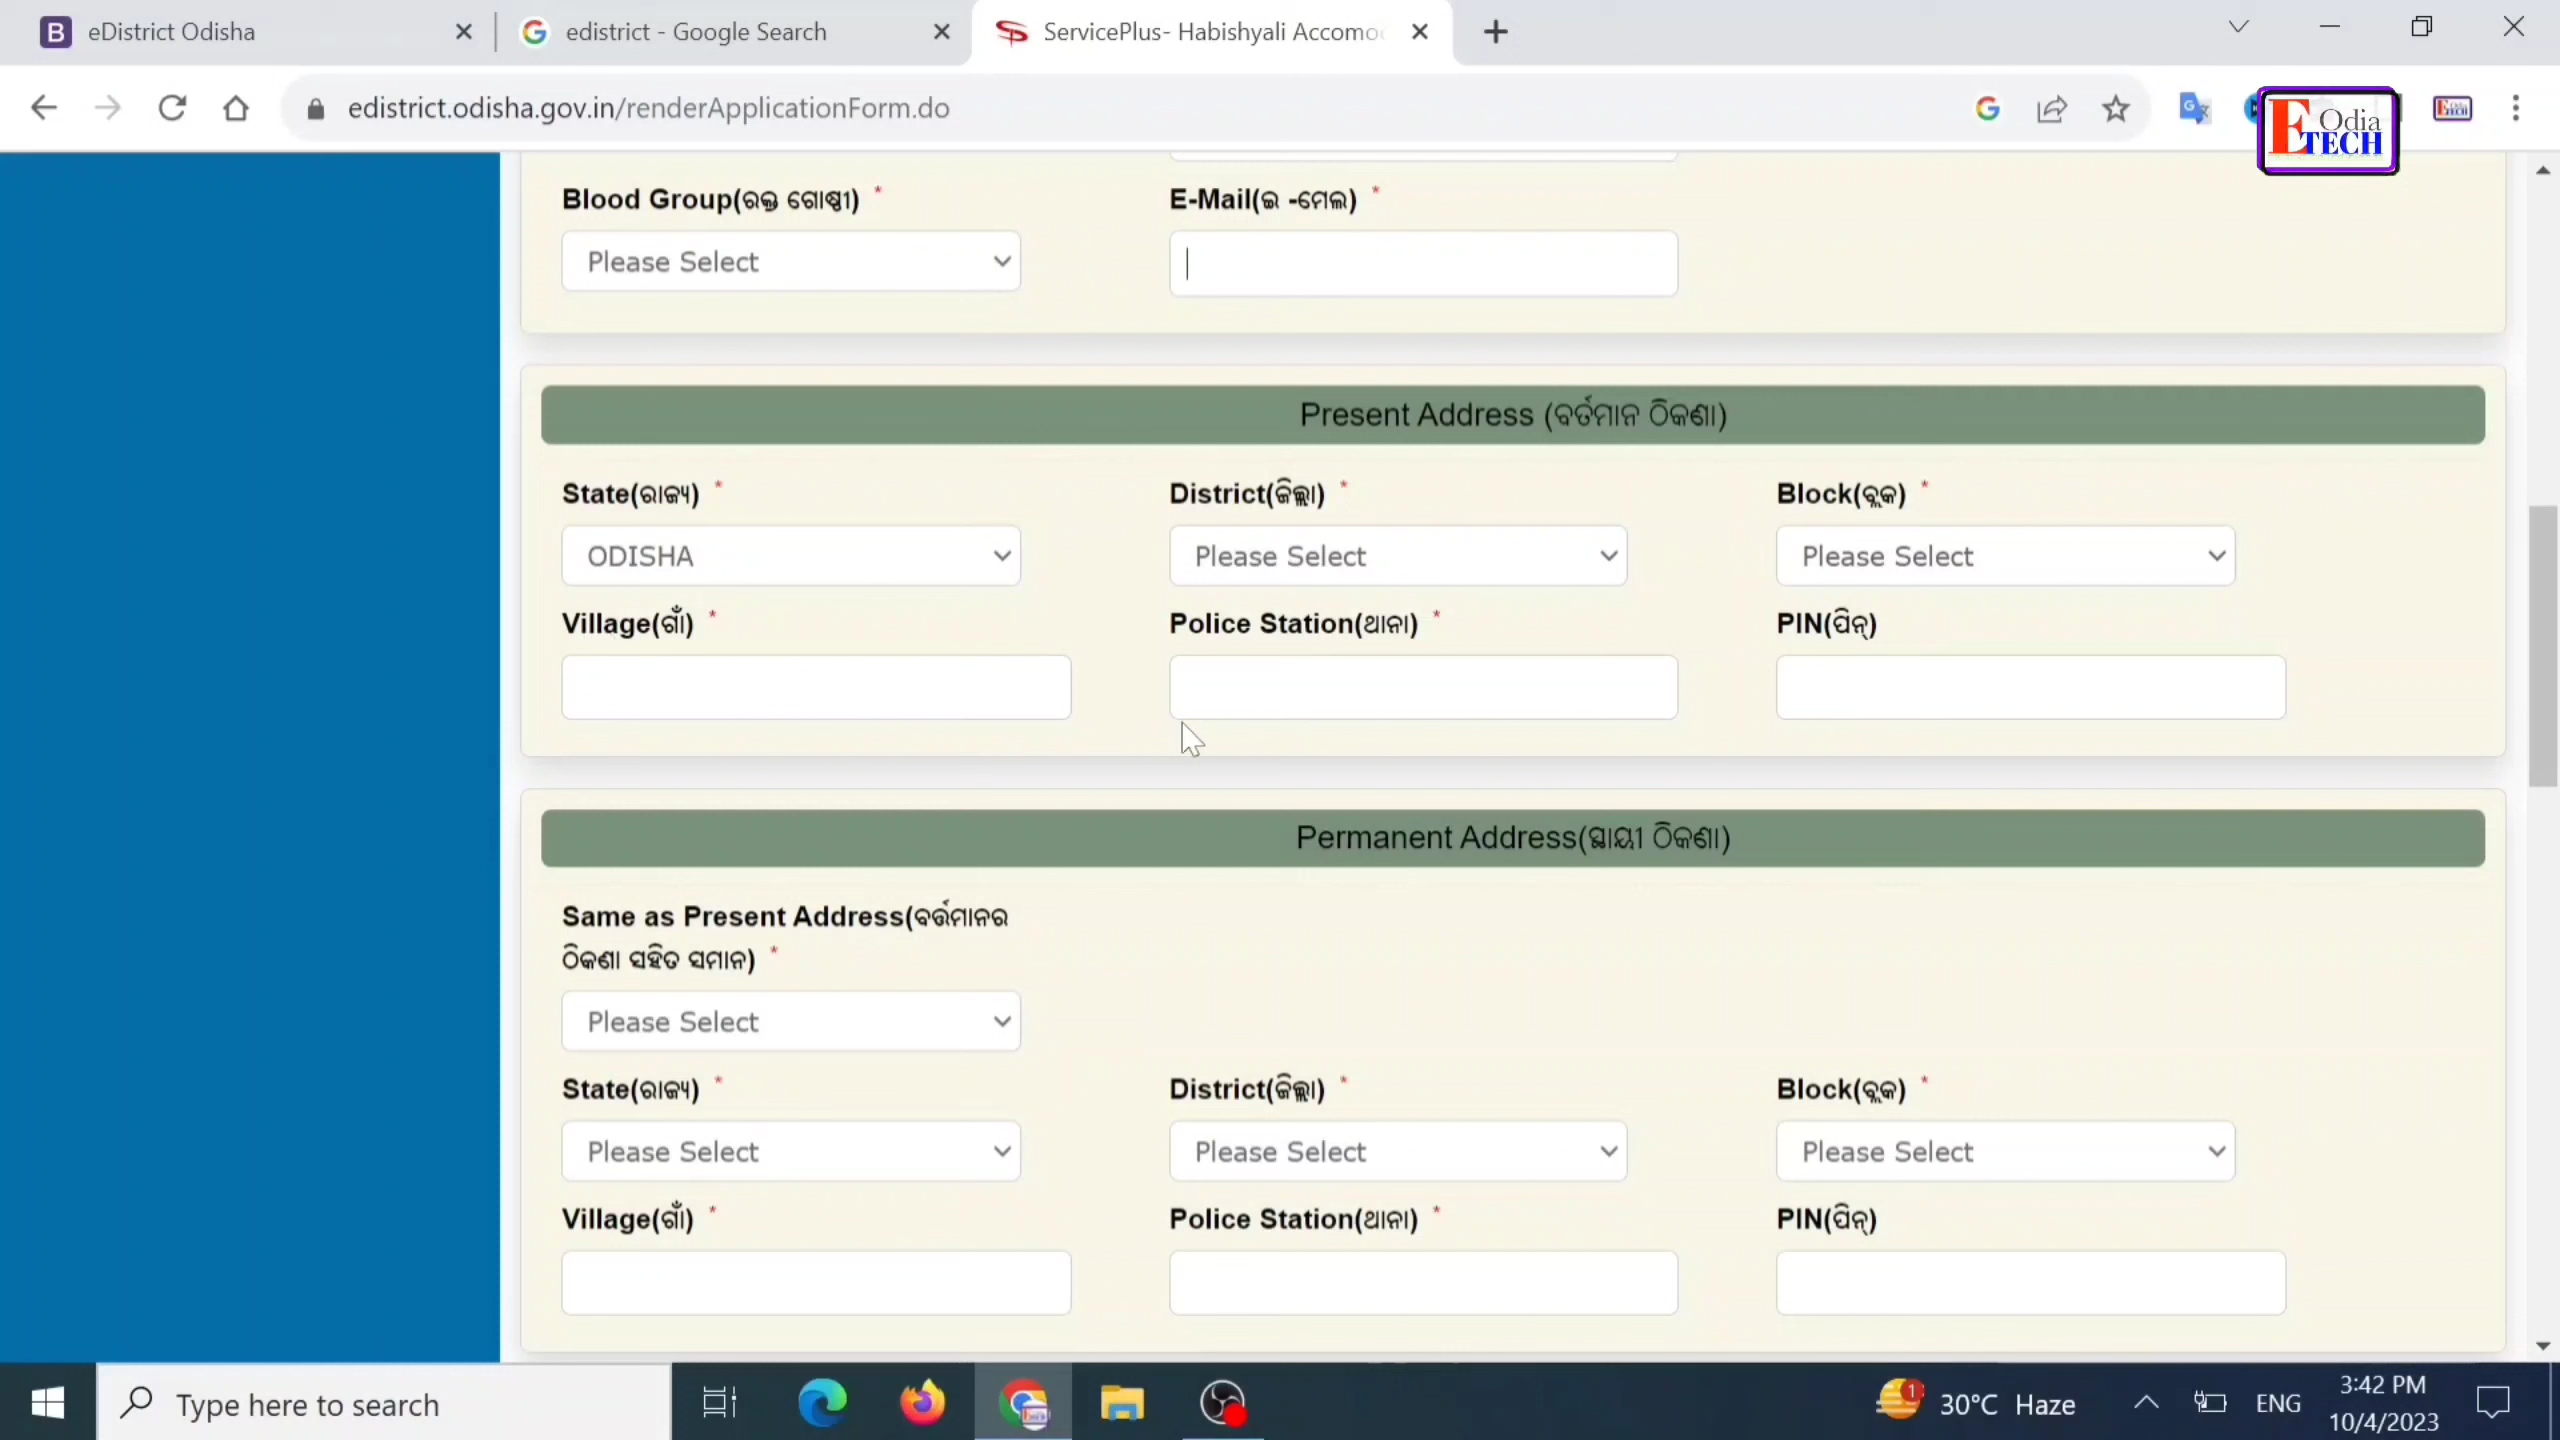 eDistrict Odisha
edistrict - Google Search
ServicePlus- Habishyali Accomo
edistrict.odisha.gov.in/renderApplicationForm.do
E Odia TECH
Blood Group(ରକ୍ତ ଗୋଷ୍ଠୀ) * E-Mail(ଇ -ମେଲ) *
Please Select
Present Address (ବର୍ତମାନ ଠିକଣା)
State(ରାଜ୍ୟ) * District(ଜିଲ୍ଲା) * Block(ବ୍ଲକ) *
ODISHA Please Select Please Select
Village(ଗାଁ) * Police Station(ଥାନା) * PIN(ପିନ୍)
Permanent Address(ସ୍ଥାୟୀ ଠିକଣା)
Same as Present Address(ବର୍ତ୍ତମାନର
ଠିକଣା ସହିତ ସମାନ) *
Please Select
State(ରାଜ୍ୟ) * District(ଜିଲ୍ଲା) * Block(ବ୍ଲକ) *
Please Select Please Select Please Select
Village(ଗାଁ) * Police Station(ଥାନା) * PIN(ପିନ୍)
Type here to search
1 30°C Haze ENG 3:42 PM
10/4/2023